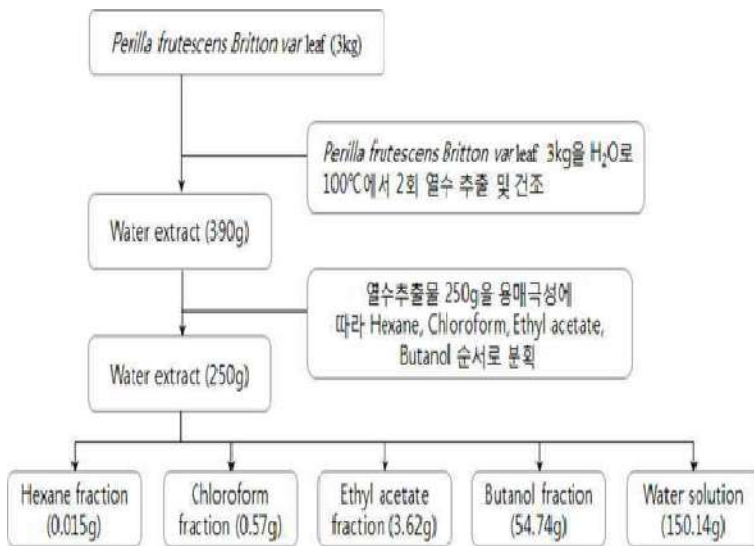 Perilla frutescens Britton var leaf (3kg)
Perilla frutescens Britton var leaf 3kg을 H₂O로
100℃에서 2회 열수 추출 및 건조
Water extract (390g)
열수추출물 250g을 용매극성에
따라 Hexane, Chloroform, Ethyl acetate,
Butanol 순서로 분획
Water extract (250g)
Hexane fraction
(0.015g)
Chloroform
fraction (0.57g)
Ethyl acetate
fraction (3.62g)
Butanol fraction
(54.74g)
Water solution
(150.14g)